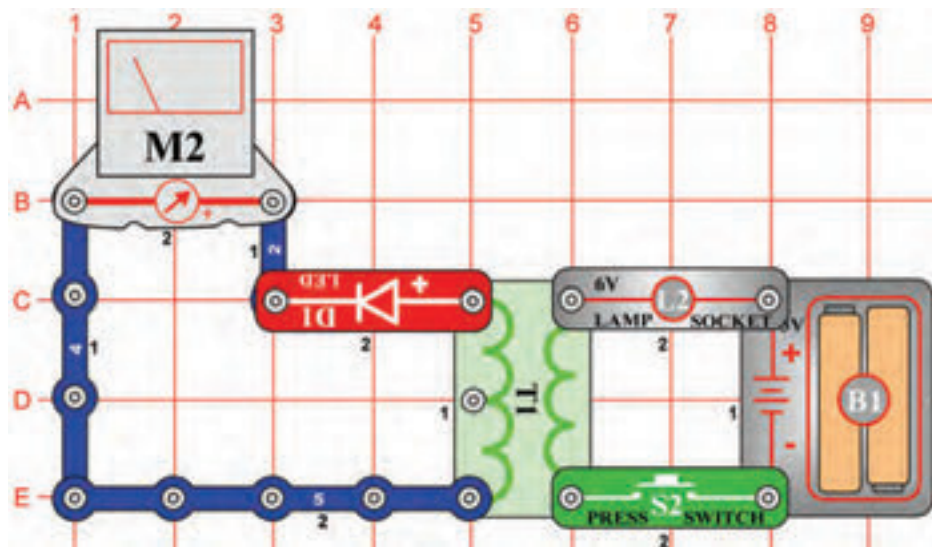 1 2 3 4 5 6 7 8 9
A
M2
B
+
2
1
2
C
LED
D1
+
2
6V
L2
LAMP SOCKET
2
3V
4
1
D
1
T1
1
+
B1
-
E
5
2
S2
PRESS SWITCH
2